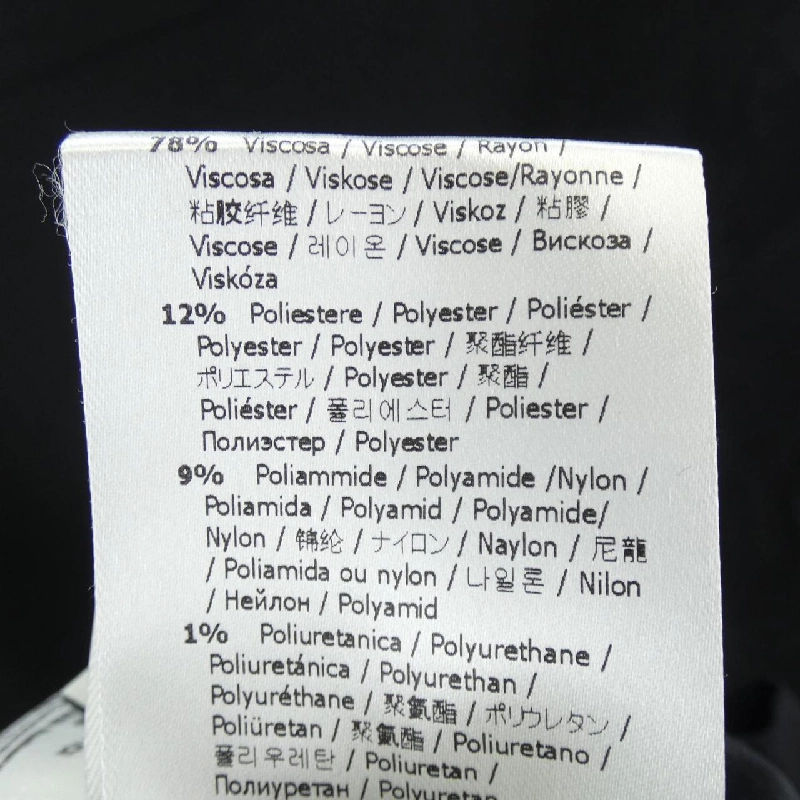 78% Viscosa / Viscose / Rayon /
Viscosa / Viskose / Viscose/Rayonne /
粘胶纤维 / レーヨン / Viskoz / 粘膠 /
Viscose / 레이온 / Viscose / Вискоза /
Viskóza
12% Poliestere / Polyester / Poliéster /
Polyester / Polyester / 聚酯纤维 /
ポリエステル / Polyester / 聚酯 /
Poliéster / 폴리에스터 / Poliester /
Полиэстер / Polyester
9% Poliammide / Polyamide /Nylon /
Poliamida / Polyamid / Polyamide/
Nylon / 锦纶 / ナイロン / Naylon / 尼龍
/ Poliamida ou nylon / 나일론 / Nilon
/ Нейлон / Polyamid
1% Poliuretanica / Polyurethane /
Poliuretánica / Polyurethan /
Polyuréthane / 聚氨酯 / ポリウレタン /
Poliüretan / 聚氨酯 / Poliuretano /
폴리우레탄 / Poliuretan /
Полиуретан / Polyuretan